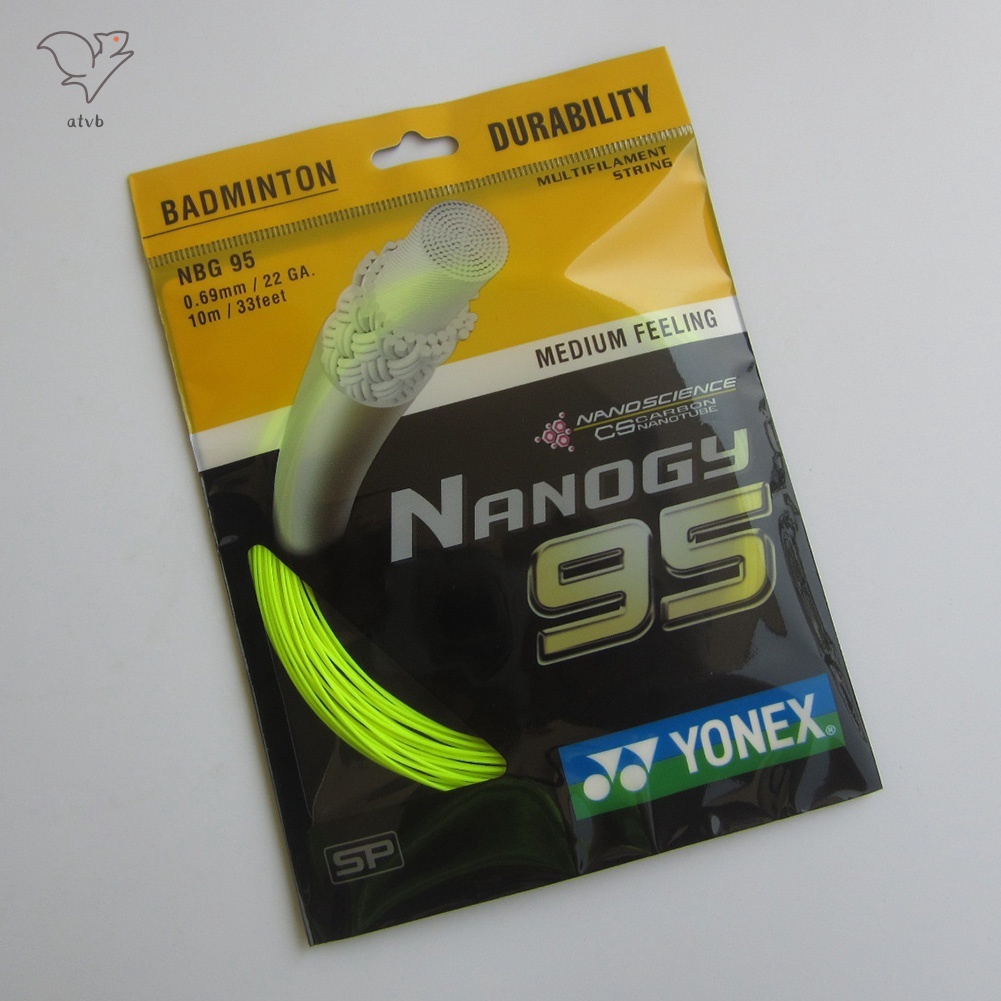 atvb
BADMINTON
DURABILITY
MULTIFILAMENT
STRING
NBG 95
0.69mm / 22 GA.
10m / 33feet
MEDIUM FEELING
NANOSCIENCE
CS CARBON
NANOTUBE
NANOGY
95
YONEX®
SP